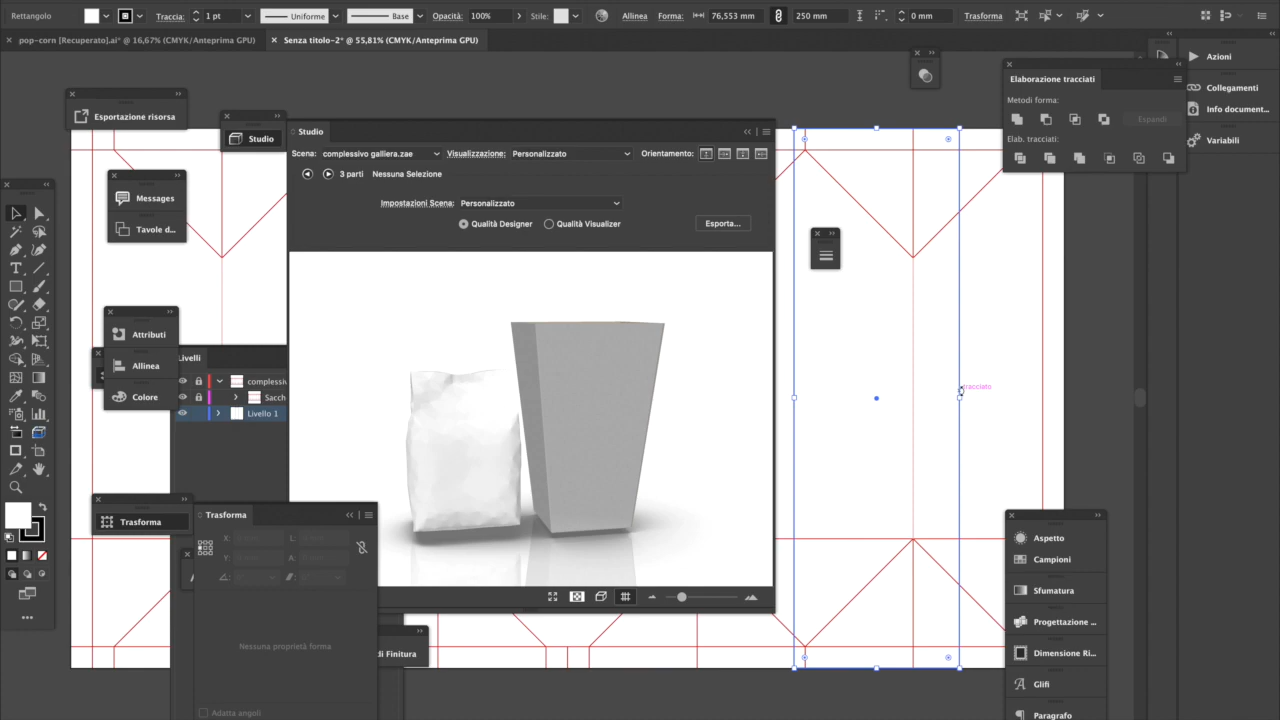 Rettangolo
Traccia:
1 pt
Uniforme
Base
Opacità:
100%
Stile:
Allinea
Forma:
76,553 mm
250 mm
0 mm
Trasforma
pop-corn [Recuperato].ai* @ 16,67% (CMYK/Anteprima GPU)
Senza titolo-2* @ 55,81% (CMYK/Anteprima GPU)
Azioni
Collegamenti
Info document...
Variabili
Elaborazione tracciati
Metodi forma:
Espandi
Elab. tracciati:
Esportazione risorsa
Studio
Studio
Scena:
complessivo galliera.zae
Visualizzazione:
Personalizzato
Orientamento:
3 parti
Nessuna Selezione
Impostazioni Scena:
Personalizzato
Qualità Designer
Qualità Visualizer
Esporta...
Messages
Tavole d...
Attributi
Allinea
Colore
Livelli
complessiv
Sacch
Livello 1
tracciato
Trasforma
Trasforma
X:
L:
Y:
A:
Nessuna proprietà forma
Adatta angoli
di Finitura
Aspetto
Campioni
Sfumatura
Progettazione ...
Dimensione Ri...
Glifi
Paragrafo